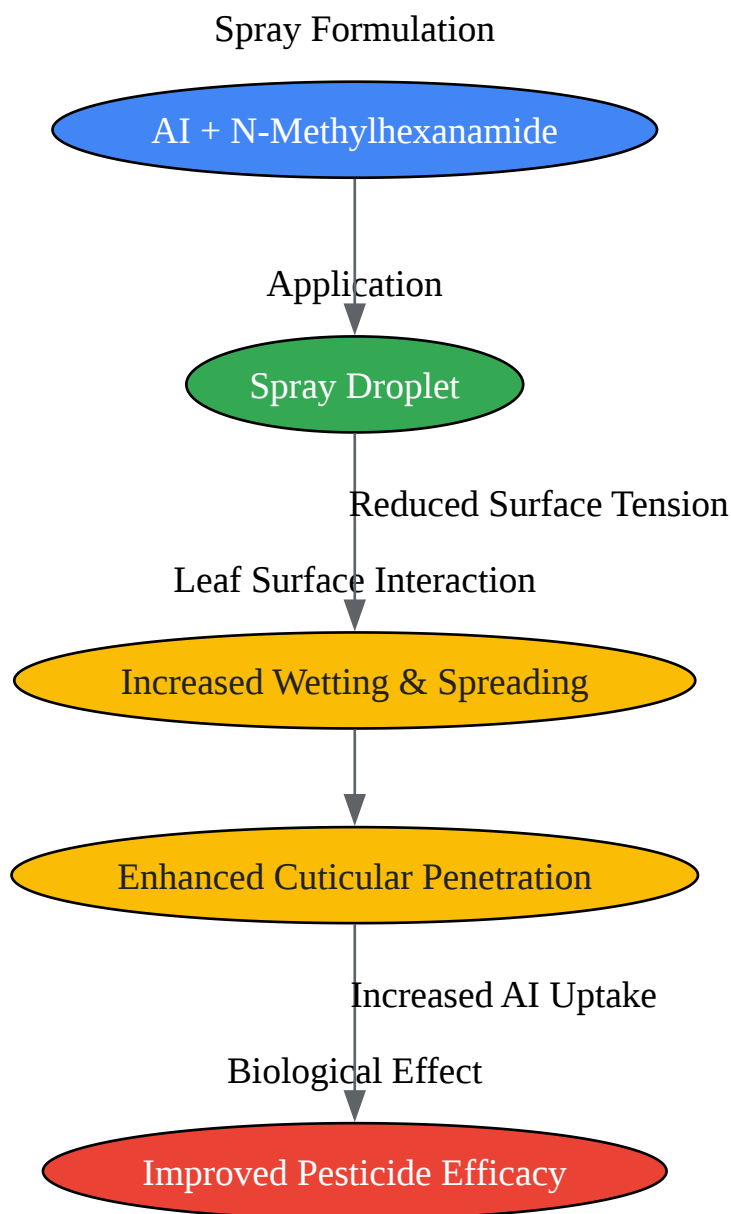 Spray Formulation
AI + N-Methylhexanamide
Application
Spray Droplet
Reduced Surface Tension
Leaf Surface Interaction
Increased Wetting & Spreading
Enhanced Cuticular Penetration
Increased AI Uptake
Biological Effect
Improved Pesticide Efficacy